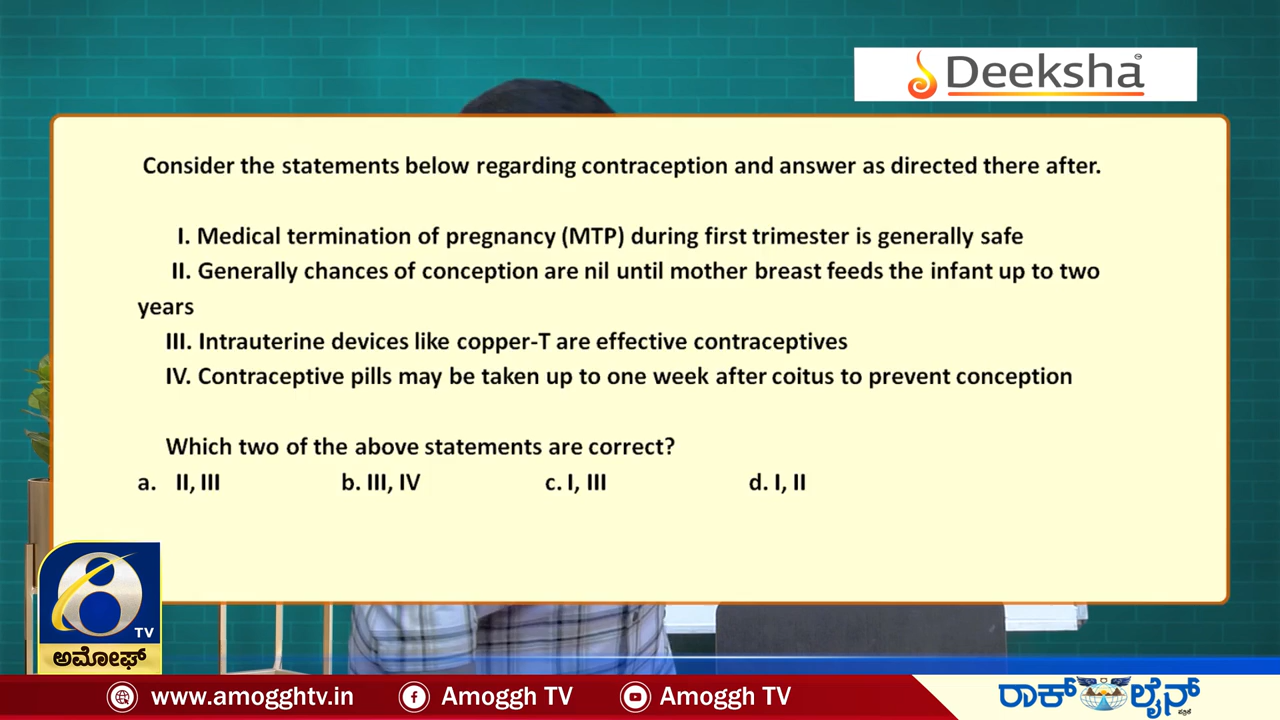 Deeksha
Consider the statements below regarding contraception and answer as directed there after.
I. Medical termination of pregnancy (MTP) during first trimester is generally safe
II. Generally chances of conception are nil until mother breast feeds the infant up to two
years
III. Intrauterine devices like copper-T are effective contraceptives
IV. Contraceptive pills may be taken up to one week after coitus to prevent conception
Which two of the above statements are correct?
a. II, III b. III, IV c. I, III d. I, II
TV
ಅಮೋಘ್
www.amogghtv.in Amoggh TV Amoggh TV
ರಾಕ್ ಲೈನ್